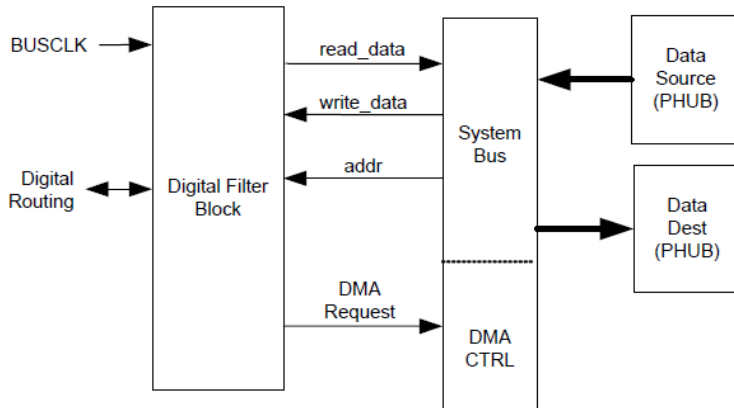 BUSCLK
Digital
Routing
Digital Filter
Block
read_data
write_data
addr
DMA
Request
System
Bus
DMA
CTRL
Data
Source
(PHUB)
Data
Dest
(PHUB)